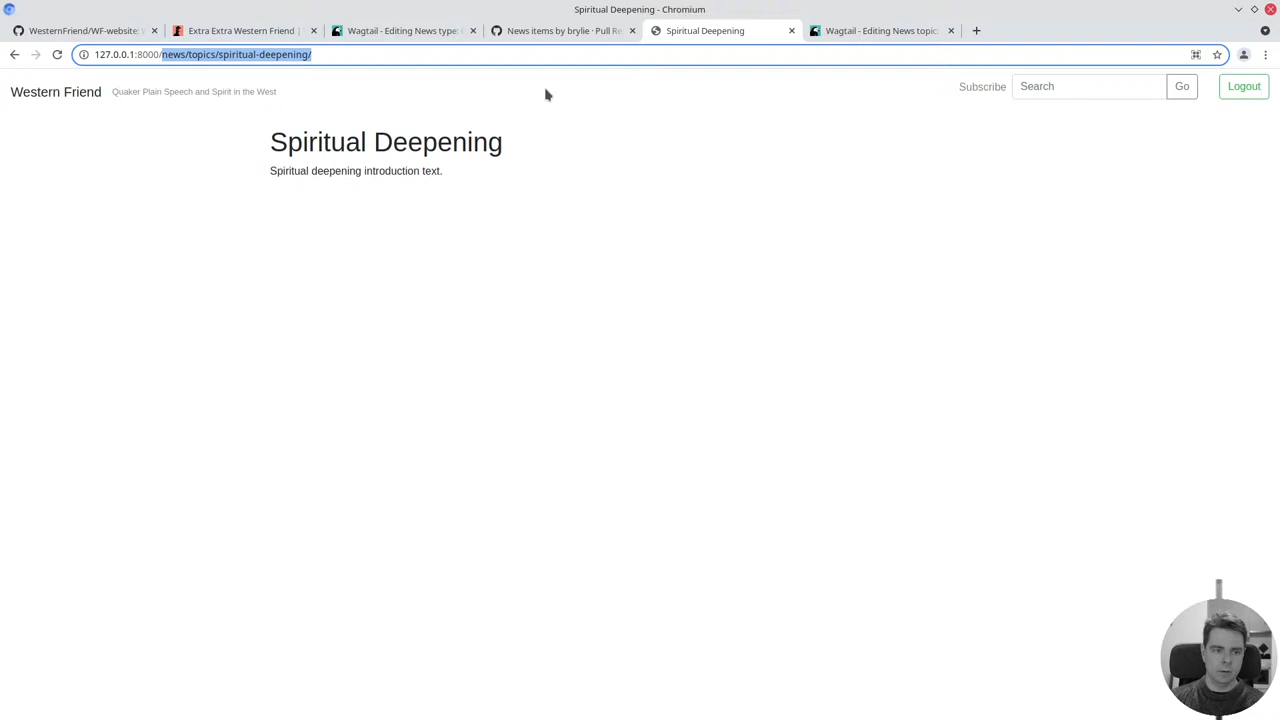 Spiritual Deepening - Chromium
WesternFriend/WF-website:
Extra Extra Western Friend |
Wagtail - Editing News type:
News items by brylie · Pull Re
Spiritual Deepening
Wagtail - Editing News topic:
127.0.0.1:8000/news/topics/spiritual-deepening/
Western Friend
Quaker Plain Speech and Spirit in the West
Subscribe
Search
Go
Logout
Spiritual Deepening
Spiritual deepening introduction text.